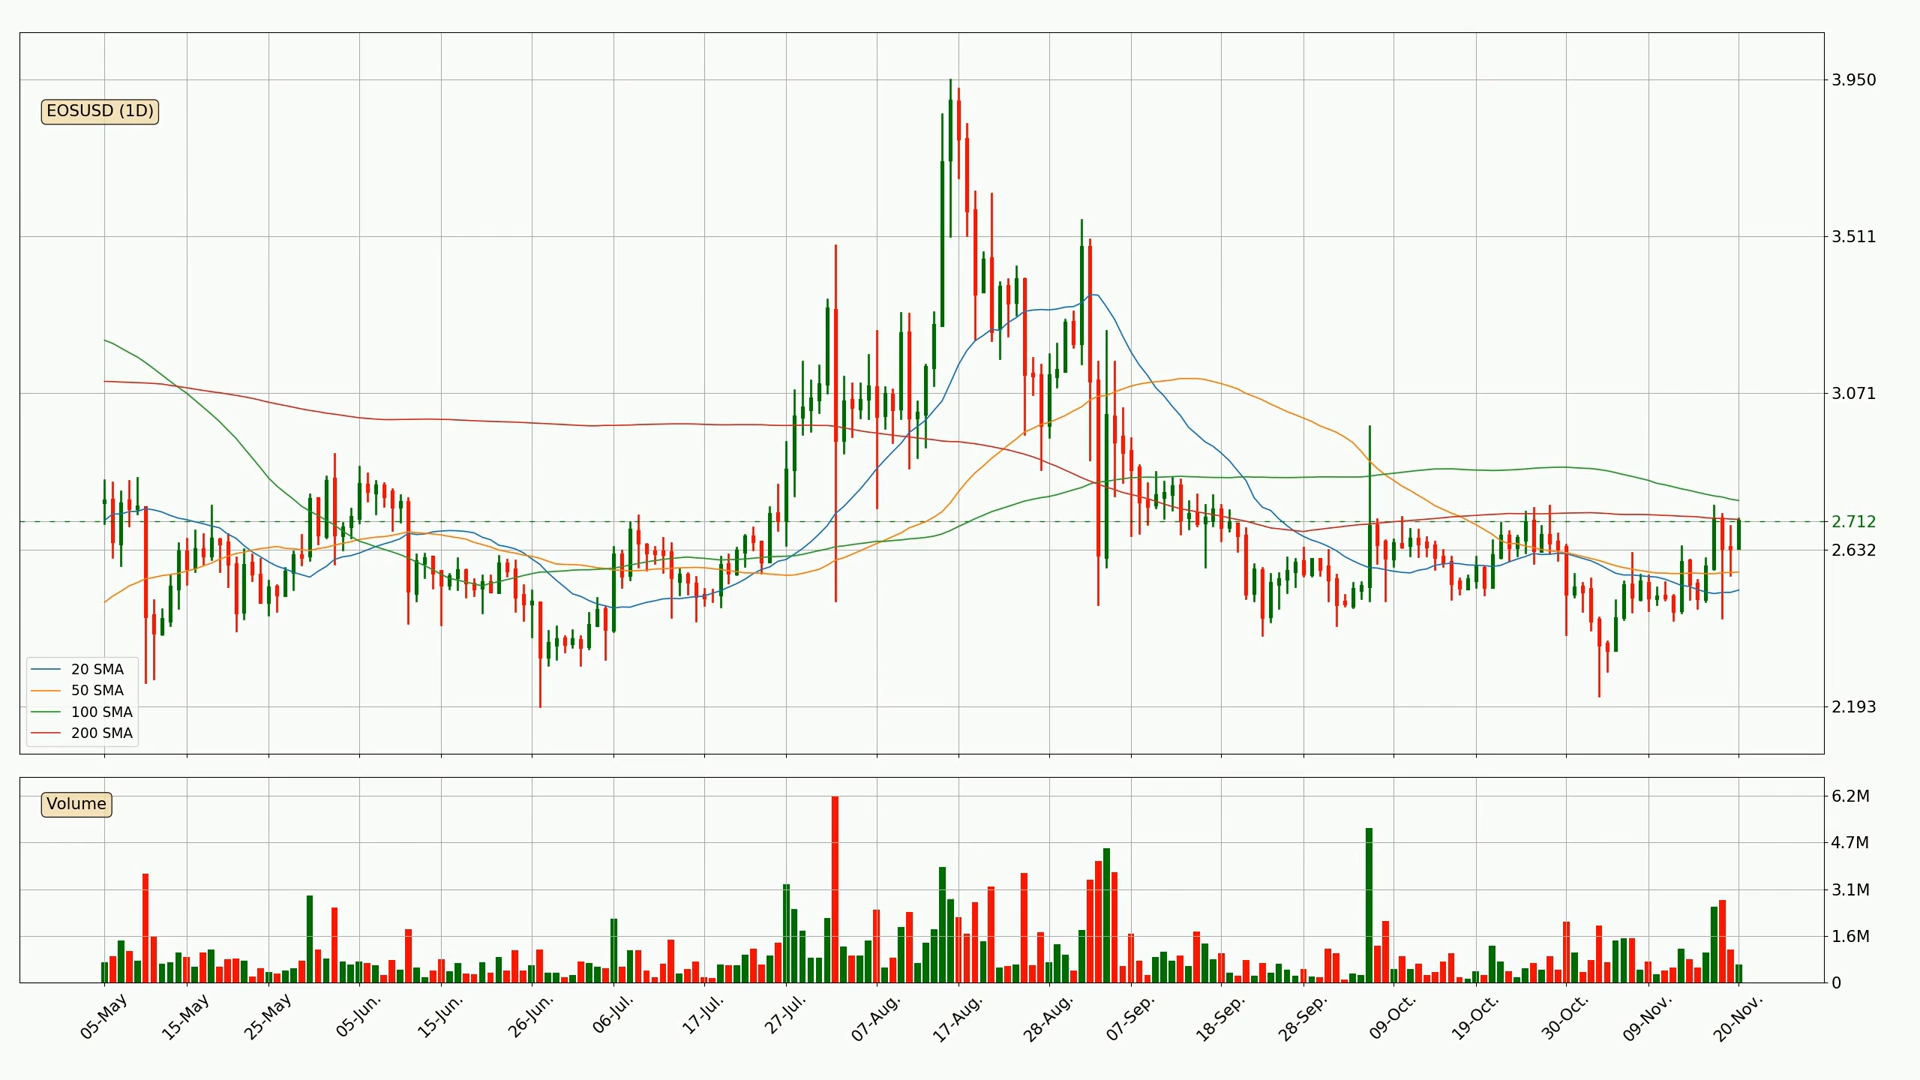 EOSUSD (1D)
3.950
3.511
3.071
2.712
2.632
2.193
20 SMA
50 SMA
100 SMA
200 SMA
Volume
6.2M
4.7M
3.1M
1.6M
0
05-May
15-May
25-May
05-Jun.
15-Jun.
26-Jun.
06-Jul.
17-Jul.
27-Jul.
07-Aug.
17-Aug.
28-Aug.
07-Sep.
18-Sep.
28-Sep.
09-Oct.
19-Oct.
30-Oct.
09-Nov.
20-Nov.